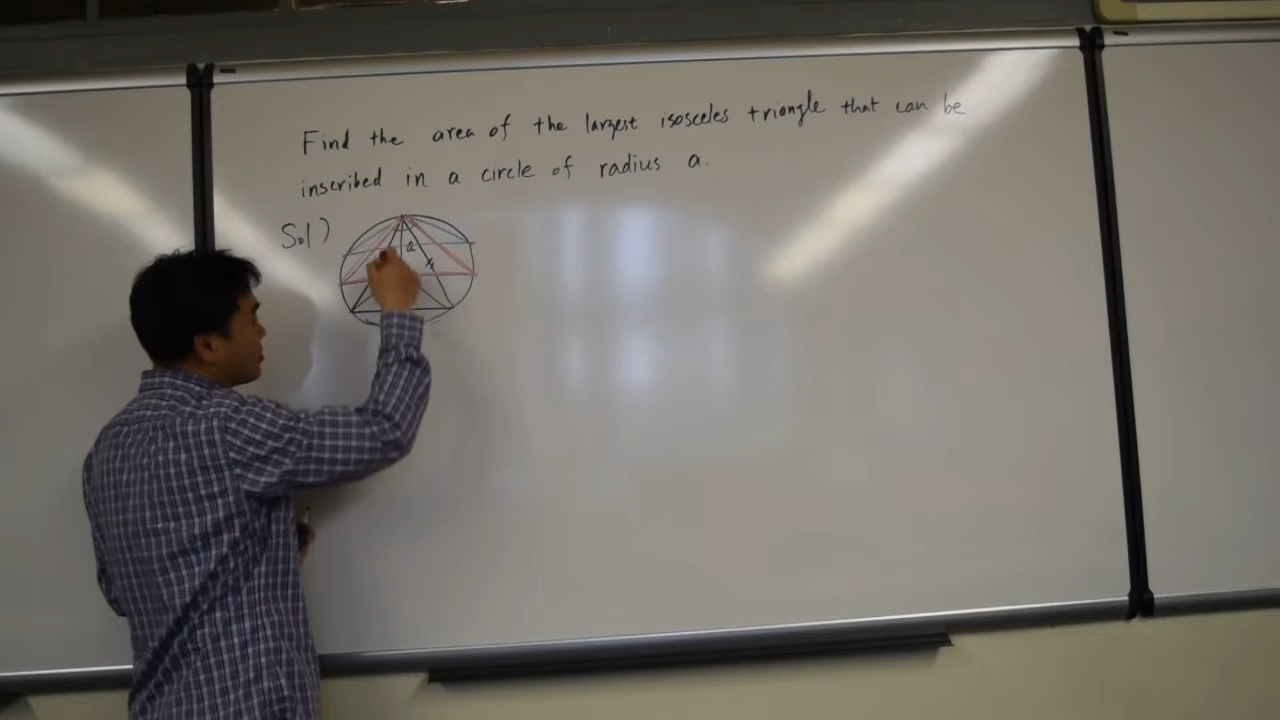 Find the area of the largest isosceles triangle that can be
inscribed in a circle of radius a.
Sol)
a